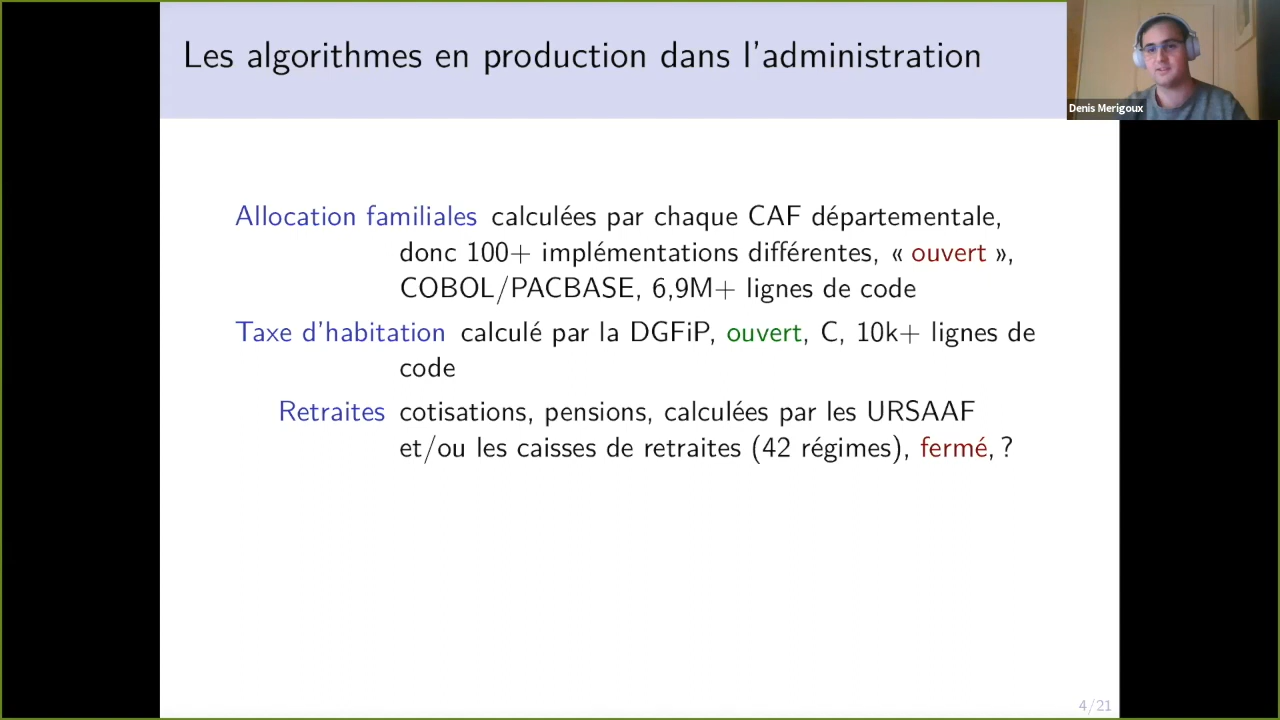 Les algorithmes en production dans l'administration
Denis Merigoux
Allocation familiales calculées par chaque CAF départementale,
donc 100+ implémentations différentes, « ouvert »,
COBOL/PACBASE, 6,9M+ lignes de code
Taxe d'habitation calculé par la DGFiP, ouvert, C, 10k+ lignes de
code
Retraites cotisations, pensions, calculées par les URSAAF
et/ou les caisses de retraites (42 régimes), fermé, ?
4/21